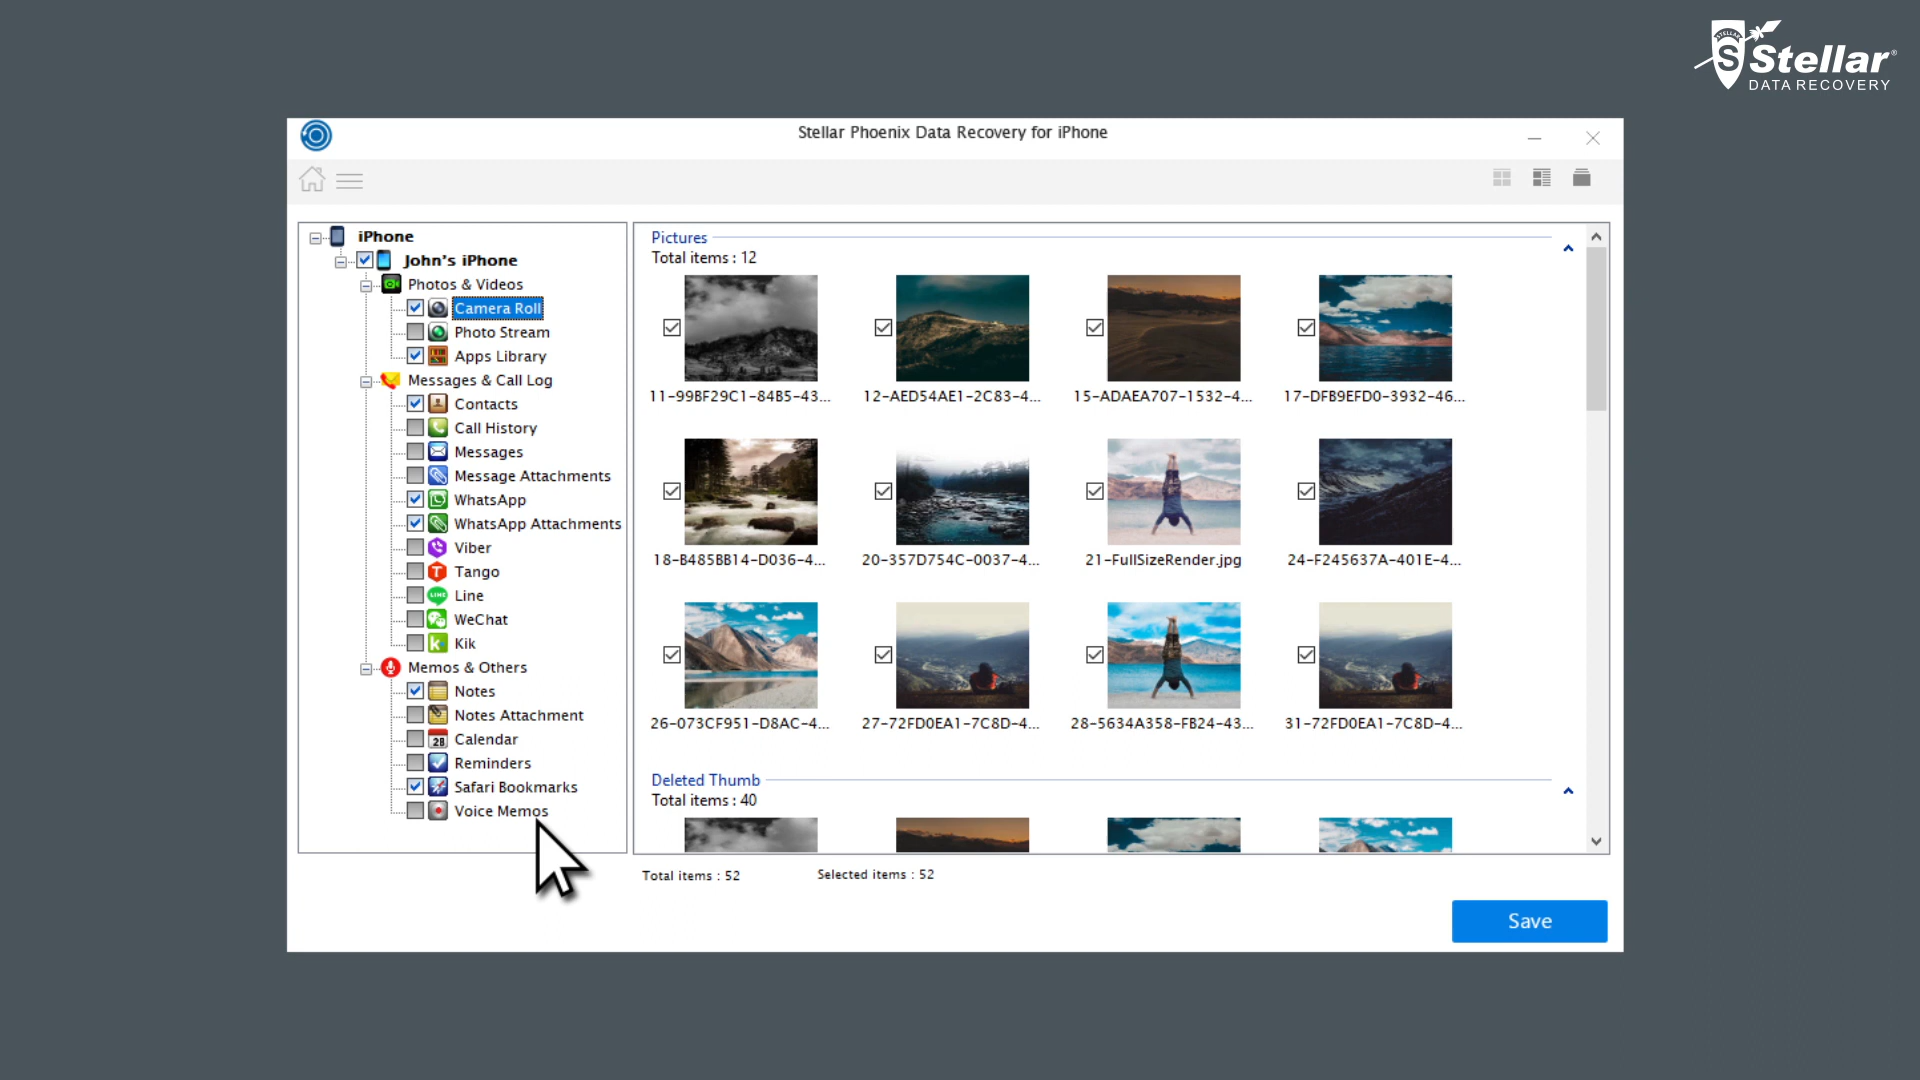 Stellar
DATA RECOVERY
Stellar Phoenix Data Recovery for iPhone
iPhone
John's iPhone
Photos & Videos
Camera Roll
Photo Stream
Apps Library
Messages & Call Log
Contacts
Call History
Messages
Message Attachments
WhatsApp
WhatsApp Attachments
Viber
Tango
Line
WeChat
Kik
Memos & Others
Notes
Notes Attachment
Calendar
Reminders
Safari Bookmarks
Voice Memos
Pictures
Total items : 12
11-99BF29C1-84B5-43... 12-AED54AE1-2C83-4... 15-ADAEA707-1532-4... 17-DFB9EFD0-3932-46...
18-B485BB14-D036-4... 20-357D754C-0037-4... 21-FullSizeRender.jpg 24-F245637A-401E-4...
26-073CF951-D8AC-4... 27-72FD0EA1-7C8D-4... 28-5634A358-FB24-43... 31-72FD0EA1-7C8D-4...
Deleted Thumb
Total items : 40
Total items : 52 Selected items : 52
Save